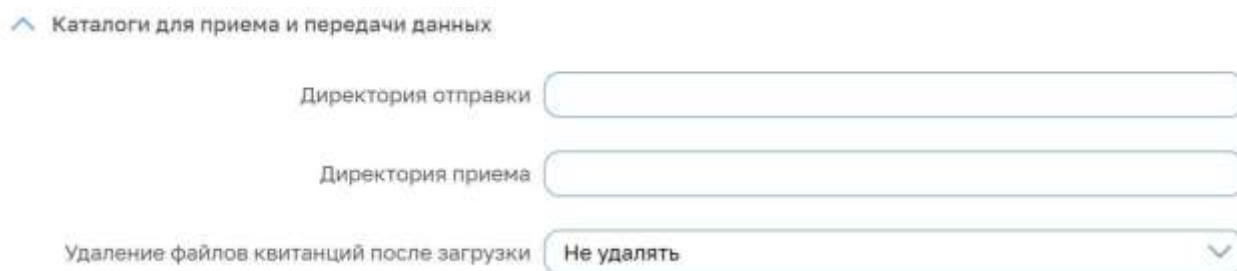 Каталоги для приема и передачи данных
Директория отправки
Директория приема
Удаление файлов квитанций после загрузки Не удалять